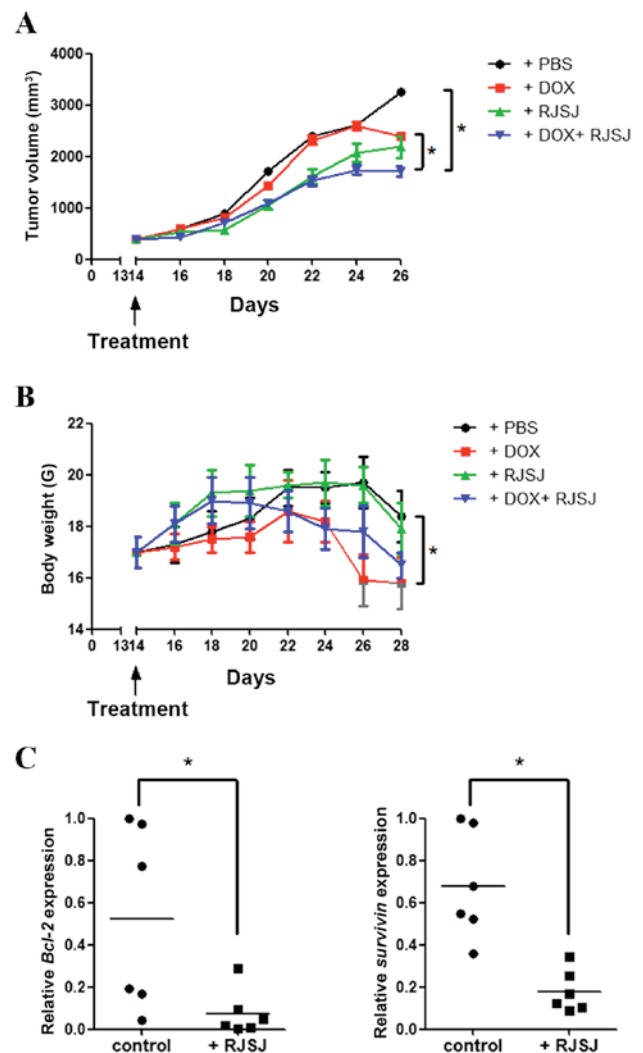 A
Tumor volume (mm³)
4000
3000
2000
1000
0
0 1314 16 18 20 22 24 26
Days
Treatment
+ PBS
+ DOX
+ RJSJ
+ DOX+ RJSJ
*
*
B
Body weight (G)
22
20
18
16
14
0 1314 16 18 20 22 24 26 28
Days
Treatment
+ PBS
+ DOX
+ RJSJ
+ DOX+ RJSJ
*
C
Relative Bcl-2 expression
1.0
0.8
0.6
0.4
0.2
0.0
control + RJSJ
*
Relative survivin expression
1.0
0.8
0.6
0.4
0.2
0.0
control + RJSJ
*